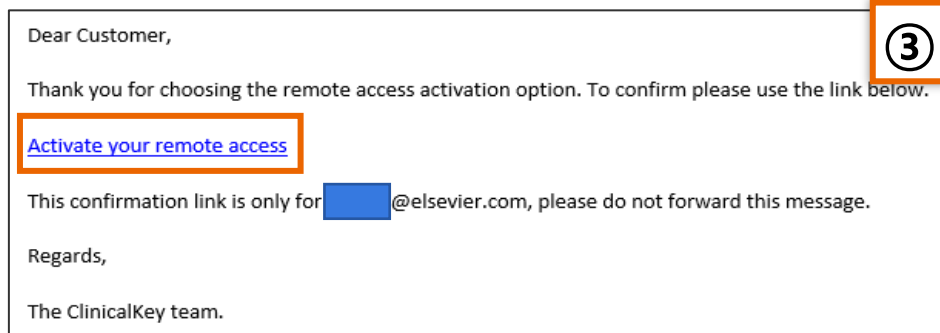 Dear Customer,
③
Thank you for choosing the remote access activation option. To confirm please use the link below.
Activate your remote access
This confirmation link is only for @elsevier.com, please do not forward this message.
Regards,
The ClinicalKey team.